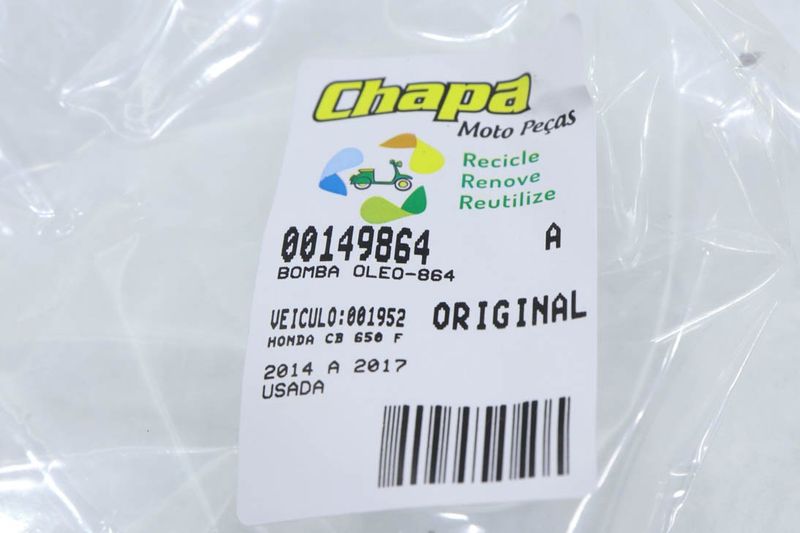 Chapa
Moto Peças
Recicle
Renove
Reutilize
00149864 A
BOMBA OLEO-864
VEICULO:001952 ORIGINAL
HONDA CB 650 F
2014 A 2017
USADA